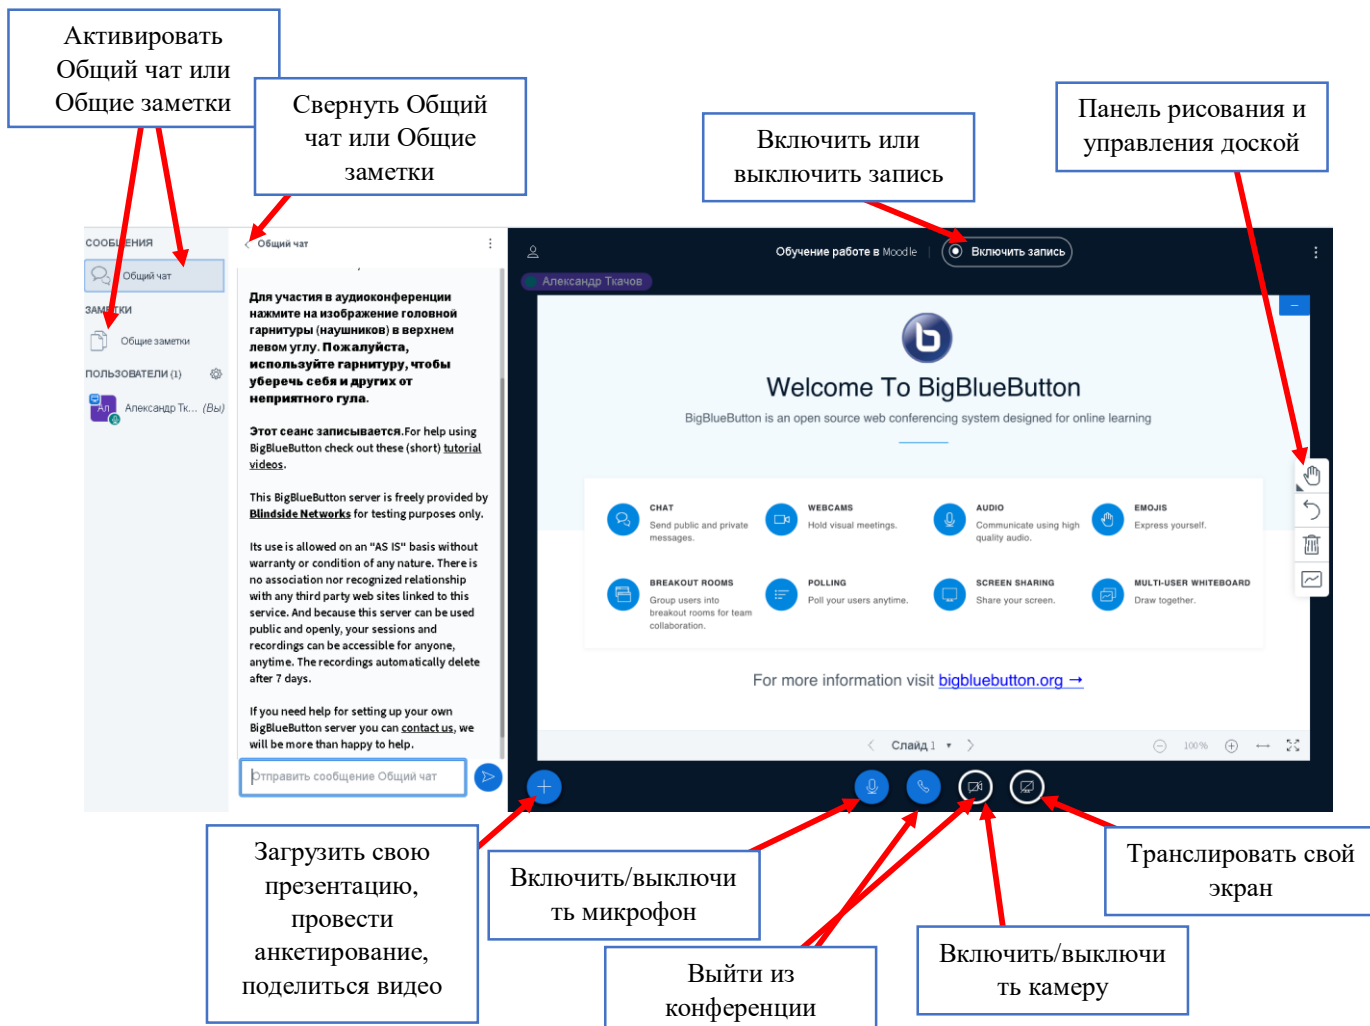 Активировать
Общий чат или
Общие заметки
Свернуть Общий
чат или Общие
заметки
Включить или
выключить запись
Панель рисования и
управления доской
СООБЩЕНИЯ
Общий чат
ЗАМЕТКИ
Общие заметки
ПОЛЬЗОВАТЕЛИ (1)
Ал
Александр Тк... (Вы)
Общий чат
Для участия в аудиоконференции
нажмите на изображение головной
гарнитуры (наушников) в верхнем
левом углу. Пожалуйста,
используйте гарнитуру, чтобы
уберечь себя и других от
неприятного гула.
Этот сеанс записывается.For help using
BigBlueButton check out these (short) tutorial
videos.
This BigBlueButton server is freely provided by
Blindside Networks for testing purposes only.
Its use is allowed on an "AS IS" basis without
warranty or condition of any nature. There is
no association nor recognized relationship
with any third party web sites linked to this
service. And because this server can be used
public and openly, your sessions and
recordings can be accessible for anyone,
anytime. The recordings automatically delete
after 7 days.
If you need help for setting up your own
BigBlueButton server you can contact us, we
will be more than happy to help.
Отправить сообщение Общий чат
Обучение работе в Moodle
Включить запись
Александр Ткачов
b
Welcome To BigBlueButton
BigBlueButton is an open source web conferencing system designed for online learning
CHAT
Send public and private
messages.
WEBCAMS
Hold visual meetings.
AUDIO
Communicate using high
quality audio.
EMOJIS
Express yourself.
BREAKOUT ROOMS
Group users into
breakout rooms for team
collaboration.
POLLING
Poll your users anytime.
SCREEN SHARING
Share your screen.
MULTI-USER WHITEBOARD
Draw together.
For more information visit bigbluebutton.org →
Слайд 1
100%
Загрузить свою
презентацию,
провести
анкетирование,
поделиться видео
Включить/выключи
ть микрофон
Выйти из
конференции
Включить/выключи
ть камеру
Транслировать свой
экран